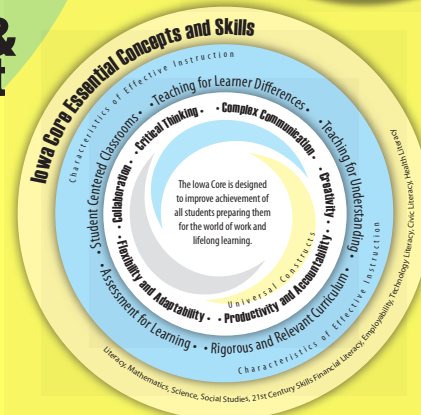 &
t
Iowa Core Essential Concepts and Skills
Characteristics of Effective Instruction
• Student Centered Classrooms • • Teaching for Learner Differences • • Teaching for Understanding
• Collaboration • • Critical Thinking • • Complex Communication • • Creativity
The Iowa Core is designed
to improve achievement of
all students preparing them
for the world of work and
lifelong learning.
Universal Constructs
• Flexibility and Adaptability • • Productivity and Accountability •
• Assessment for Learning • • Rigorous and Relevant Curriculum •
Characteristics of Effective Instruction
Literacy, Mathematics, Science, Social Studies, 21st Century Skills Financial Literacy, Employability, Technology Literacy, Civic Literacy, Health Literacy